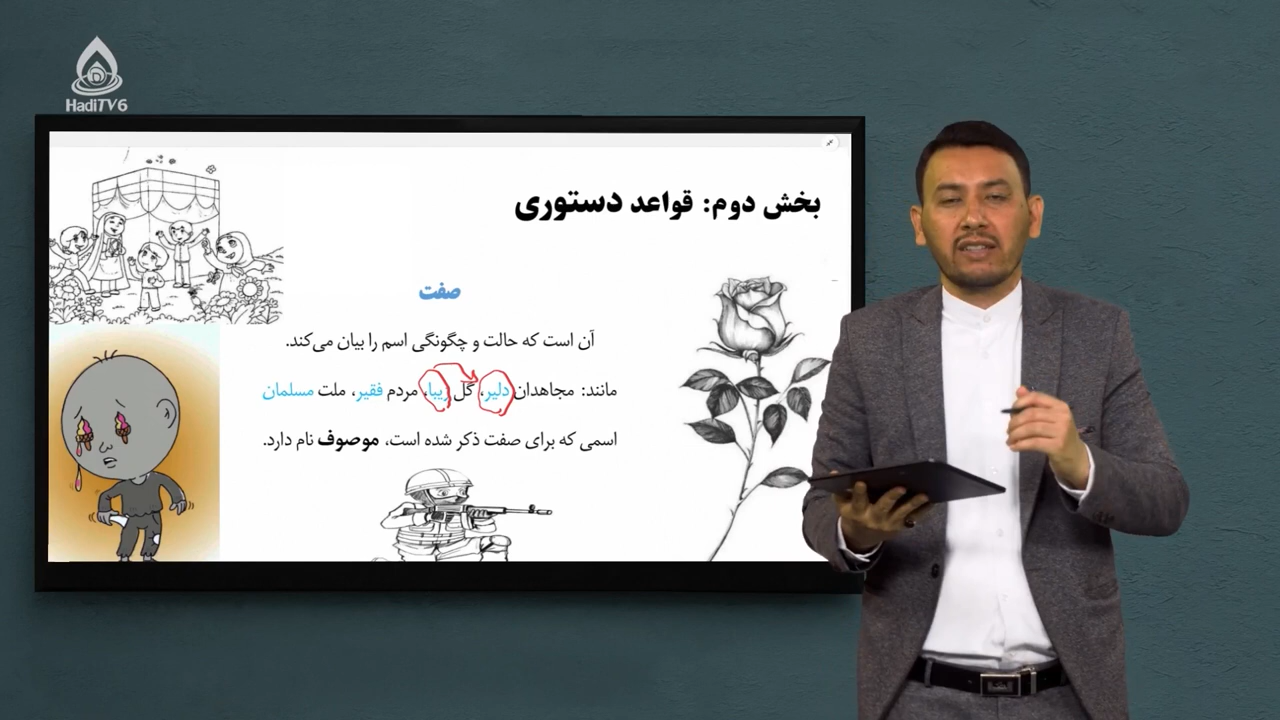 HadiTV6
بخش دوم: قواعد دستوری
صفت
آن است که حالت و چگونگی اسم را بیان می‌کند.
مانند: مجاهدان دلیر، گل زیبا، مردم فقیر، ملت مسلمان
اسمی که برای صفت ذکر شده است، موصوف نام دارد.